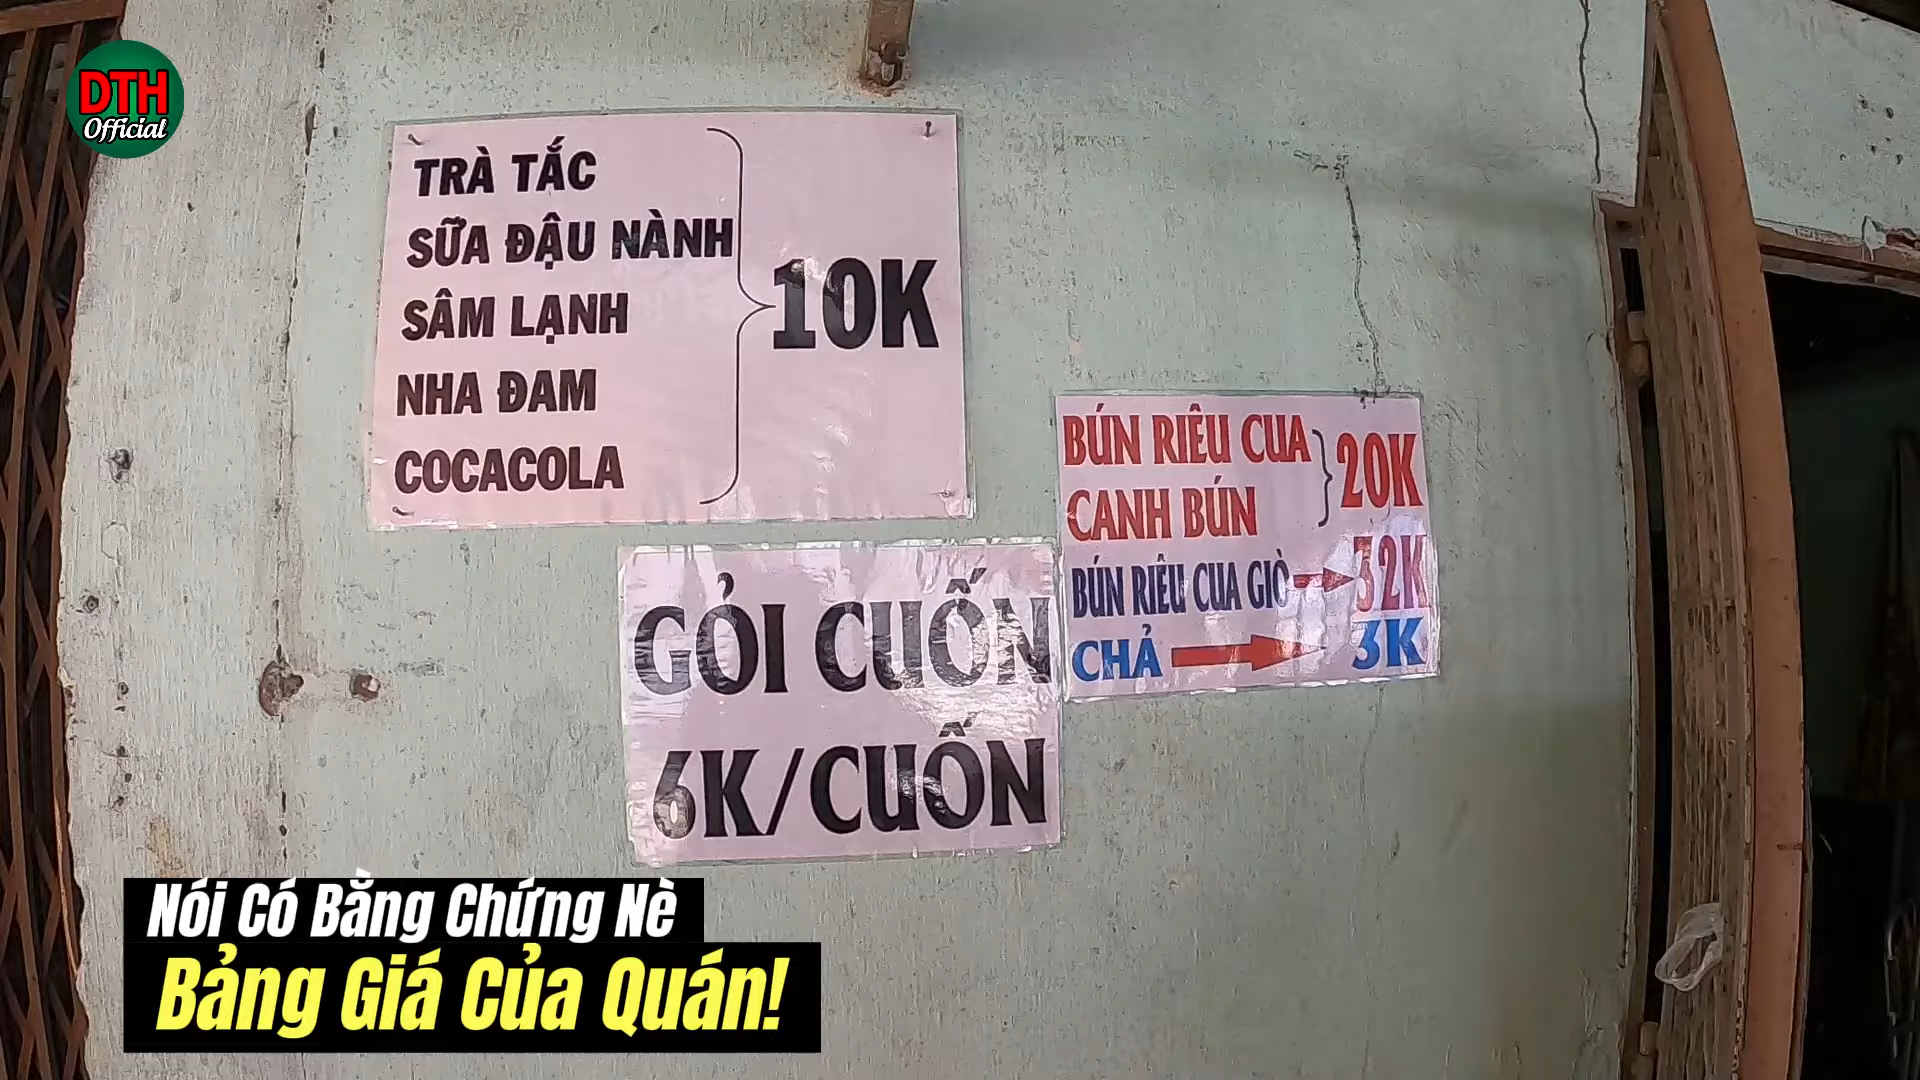 DTH
Official
TRÀ TẮC
SỮA ĐẬU NÀNH
SÂM LẠNH
NHA ĐAM
COCACOLA
10K
BÚN RIÊU CUA
CANH BÚN
20K
BÚN RIÊU CUA GIÒ 32K
CHẢ 3K
GỎI CUỐN
6K/CUỐN
Nói Có Bằng Chứng Nè
Bảng Giá Của Quán!